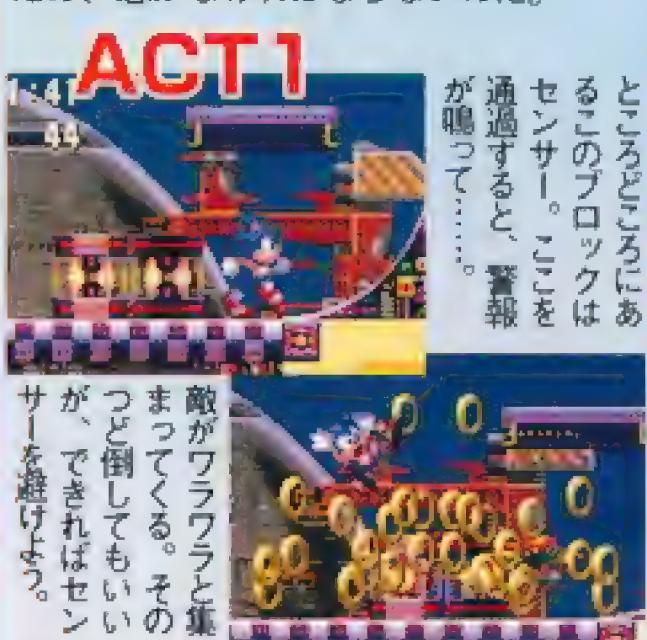 ACT1
1:41
44
ところどころにあ
るこのブロックは
センサー。ここを
通過すると、警報
が鳴って……。
敵がワラワラと集
まってくる。その
つど倒してもいい
が、できればセン
サーを避けよう。